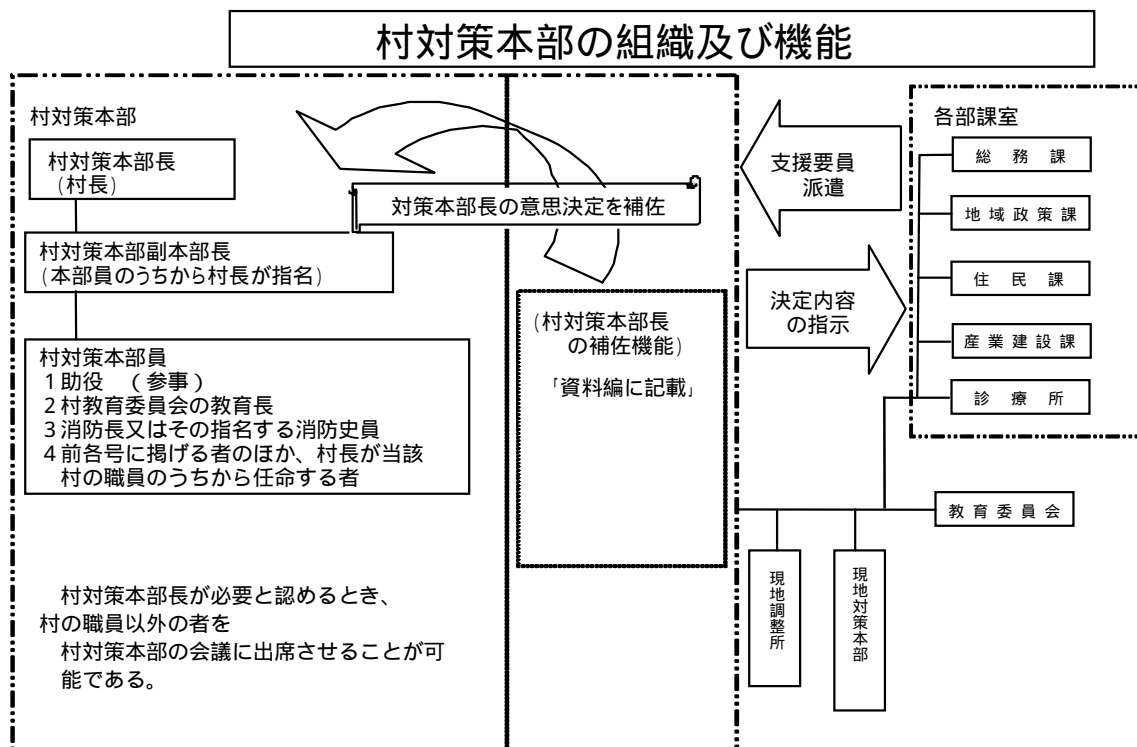 村対策本部の組織及び機能
村対策本部
村対策本部長
(村長)
村対策本部副本部長
(本部員のうちから村長が指名)
村対策本部員
1助役　（参事）
2村教育委員会の教育長
3消防長又はその指名する消防史員
4前各号に掲げる者のほか、村長が当該
村の職員のうちから任命する者
村対策本部長が必要と認めるとき、
村の職員以外の者を
村対策本部の会議に出席させることが可
能である。
対策本部長の意思決定を補佐
(村対策本部長
の補佐機能)
「資料編に記載」
支援要員
派遣
決定内容
の指示
各部課室
総務課
地域政策課
住民課
産業建設課
診療所
教育委員会
現地調整所
現地対策本部